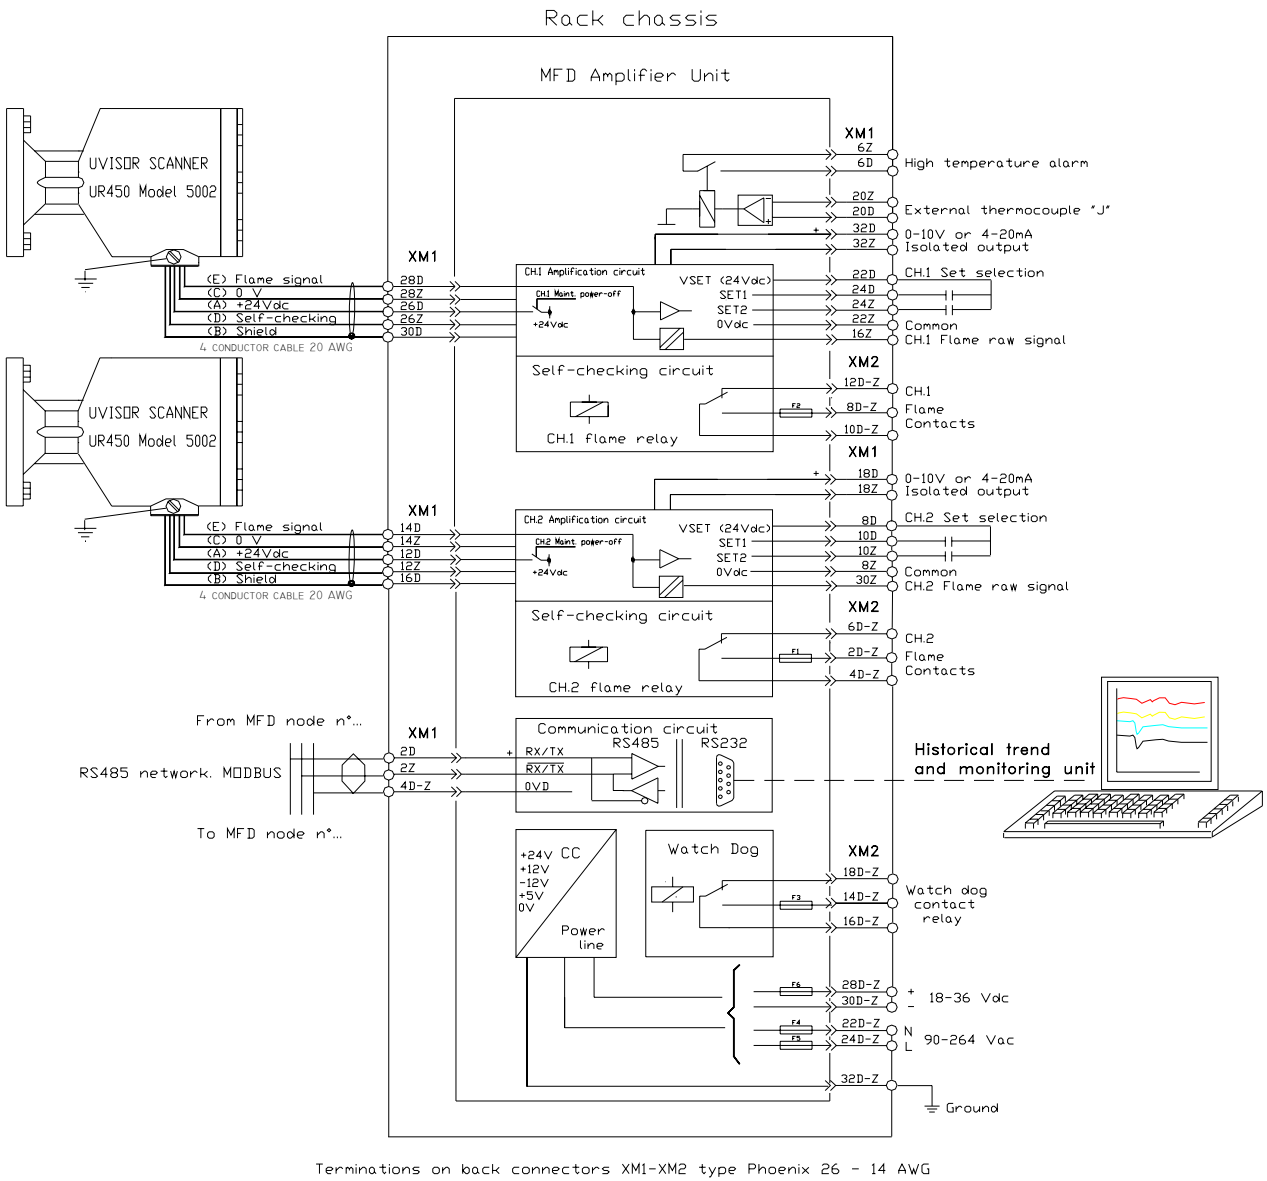 Rack chassis
MFD Amplifier Unit
XM1
6Z
6D
High temperature alarm
20Z
20D
External thermocouple "J"
+
32D
0-10V or 4-20mA
32Z
Isolated output
UVISOR SCANNER
UR450 Model 5002
XM1
(E) Flame signal
28D
(C) 0 V
28Z
(A) +24Vdc
26D
(D) Self-checking
26Z
(B) Shield
30D
4 CONDUCTOR CABLE 20 AWG
CH.1 Amplification circuit
CH.1 Maint. power-off
+24Vdc
VSET (24Vdc)
SET1
SET2
0Vdc
22D
CH.1 Set selection
24D
24Z
22Z
Common
16Z
CH.1 Flame raw signal
Self-checking circuit
CH.1 flame relay
XM2
12D-Z
CH.1
F2
8D-Z
Flame
Contacts
10D-Z
UVISOR SCANNER
UR450 Model 5002
XM1
+
18D
0-10V or 4-20mA
18Z
Isolated output
XM1
(E) Flame signal
14D
(C) 0 V
14Z
(A) +24Vdc
12D
(D) Self-checking
12Z
(B) Shield
16D
4 CONDUCTOR CABLE 20 AWG
CH.2 Amplification circuit
CH.2 Maint. power-off
+24Vdc
VSET (24Vdc)
SET1
SET2
0Vdc
8D
CH.2 Set selection
10D
10Z
8Z
Common
30Z
CH.2 Flame raw signal
Self-checking circuit
CH.2 flame relay
XM2
6D-Z
CH.2
F1
2D-Z
Flame
Contacts
4D-Z
From MFD node n°...
XM1
RS485 network. MODBUS
2D
2Z
4D-Z
To MFD node n°...
Communication circuit
RS485
RS232
+
RX/TX
RX/TX
0VD
Historical trend
and monitoring unit
+24V
CC
+12V
-12V
+5V
0V
Power
line
Watch Dog
XM2
18D-Z
F3
14D-Z
16D-Z
Watch dog
contact
relay
F6
28D-Z
+
30D-Z
-
18-36 Vdc
F4
22D-Z
N
F5
24D-Z
L
90-264 Vac
32D-Z
Ground
Terminations on back connectors XM1-XM2 type Phoenix 26 - 14 AWG